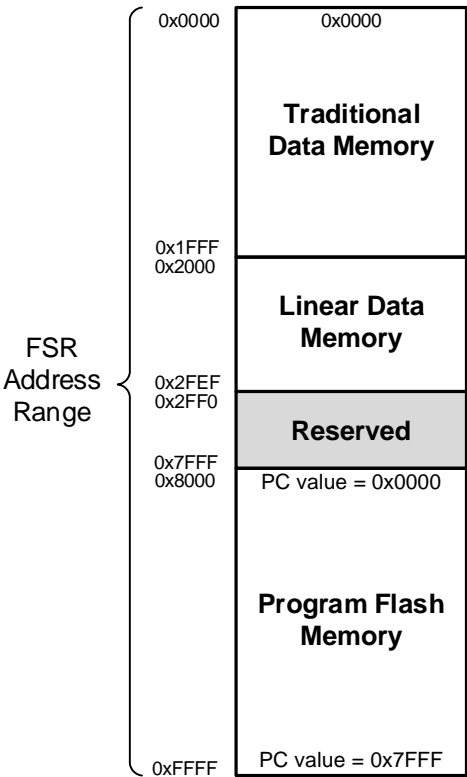 0x0000
0x0000
Traditional
Data Memory
0x1FFF
0x2000
Linear Data
Memory
FSR
Address
Range
0x2FEF
0x2FF0
Reserved
0x7FFF
0x8000
PC value = 0x0000
Program Flash
Memory
PC value = 0x7FFF
0xFFFF